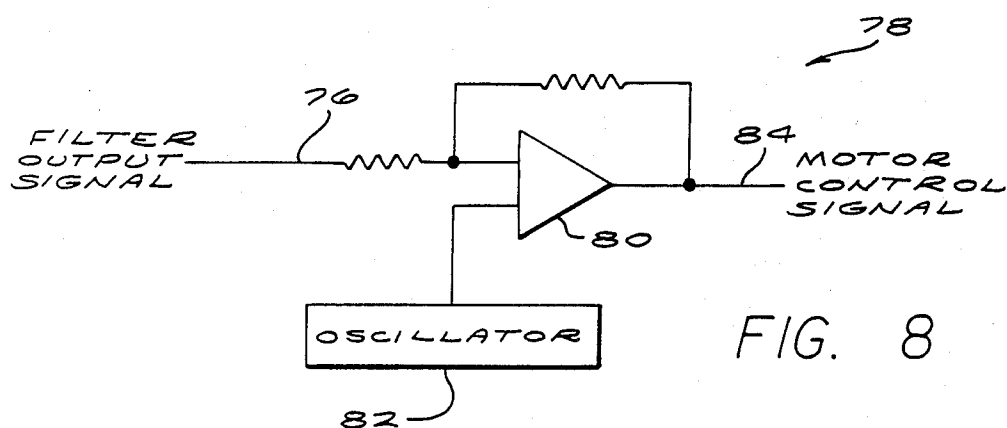 78
76
FILTER
OUTPUT
SIGNAL
84
MOTOR
CONTROL
SIGNAL
80
OSCILLATOR
82
FIG. 8